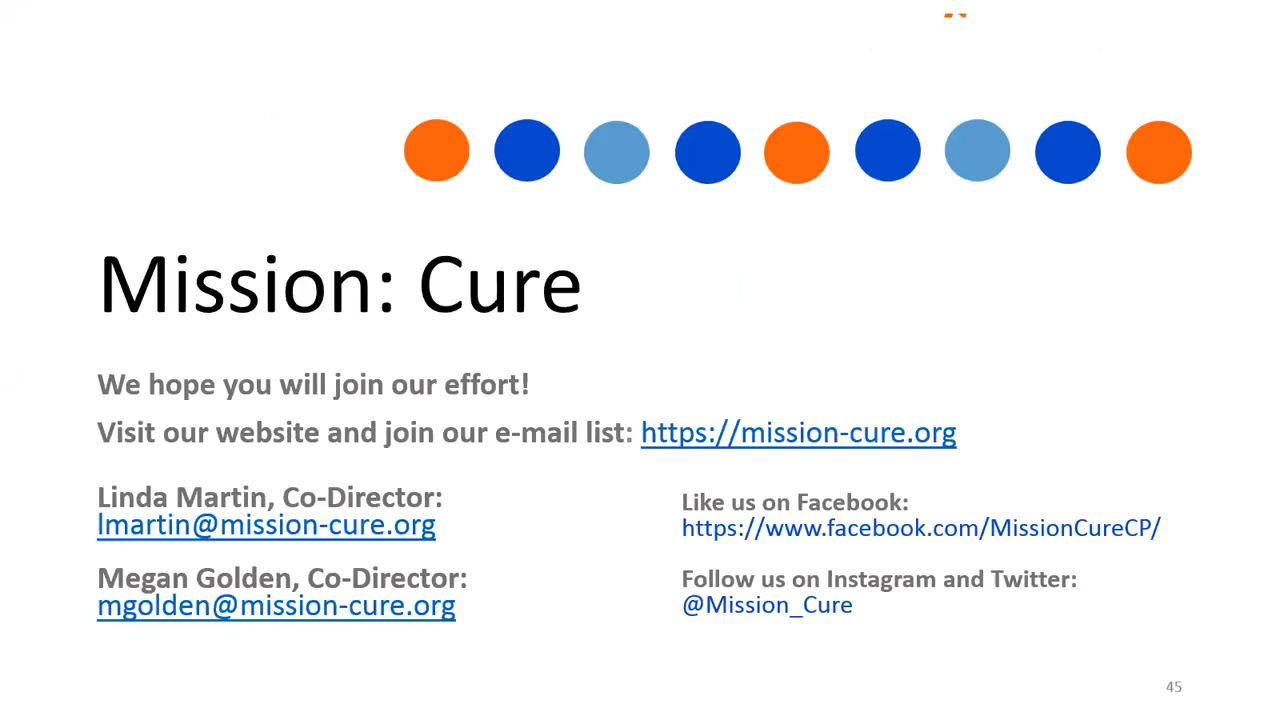 Mission: Cure
We hope you will join our effort!
Visit our website and join our e-mail list: https://mission-cure.org
Linda Martin, Co-Director:
lmartin@mission-cure.org
Megan Golden, Co-Director:
mgolden@mission-cure.org
Like us on Facebook:
https://www.facebook.com/MissionCureCP/
Follow us on Instagram and Twitter:
@Mission_Cure
45